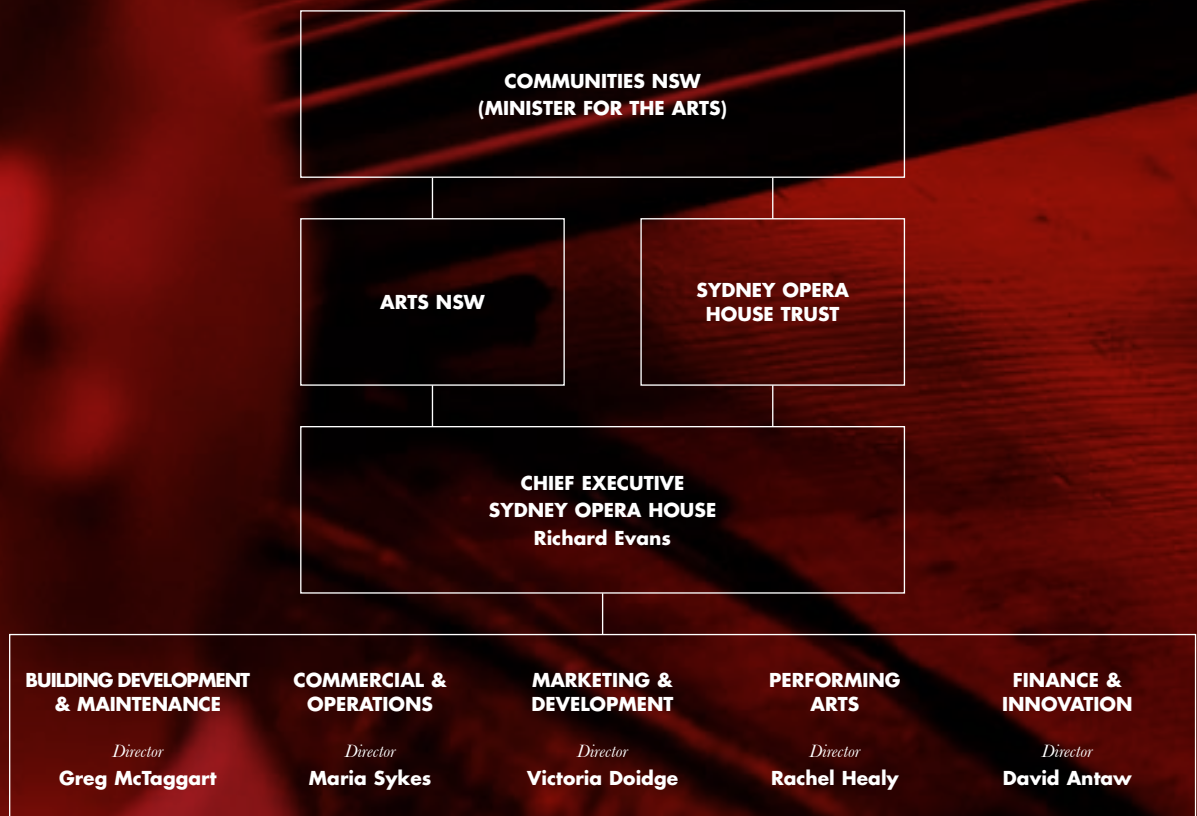 COMMUNITIES NSW
(MINISTER FOR THE ARTS)
ARTS NSW
SYDNEY OPERA
HOUSE TRUST
CHIEF EXECUTIVE
SYDNEY OPERA HOUSE
Richard Evans
BUILDING DEVELOPMENT
& MAINTENANCE
Director
Greg McTaggart
COMMERCIAL &
OPERATIONS
Director
Maria Sykes
MARKETING &
DEVELOPMENT
Director
Victoria Doidge
PERFORMING
ARTS
Director
Rachel Healy
FINANCE &
INNOVATION
Director
David Antaw